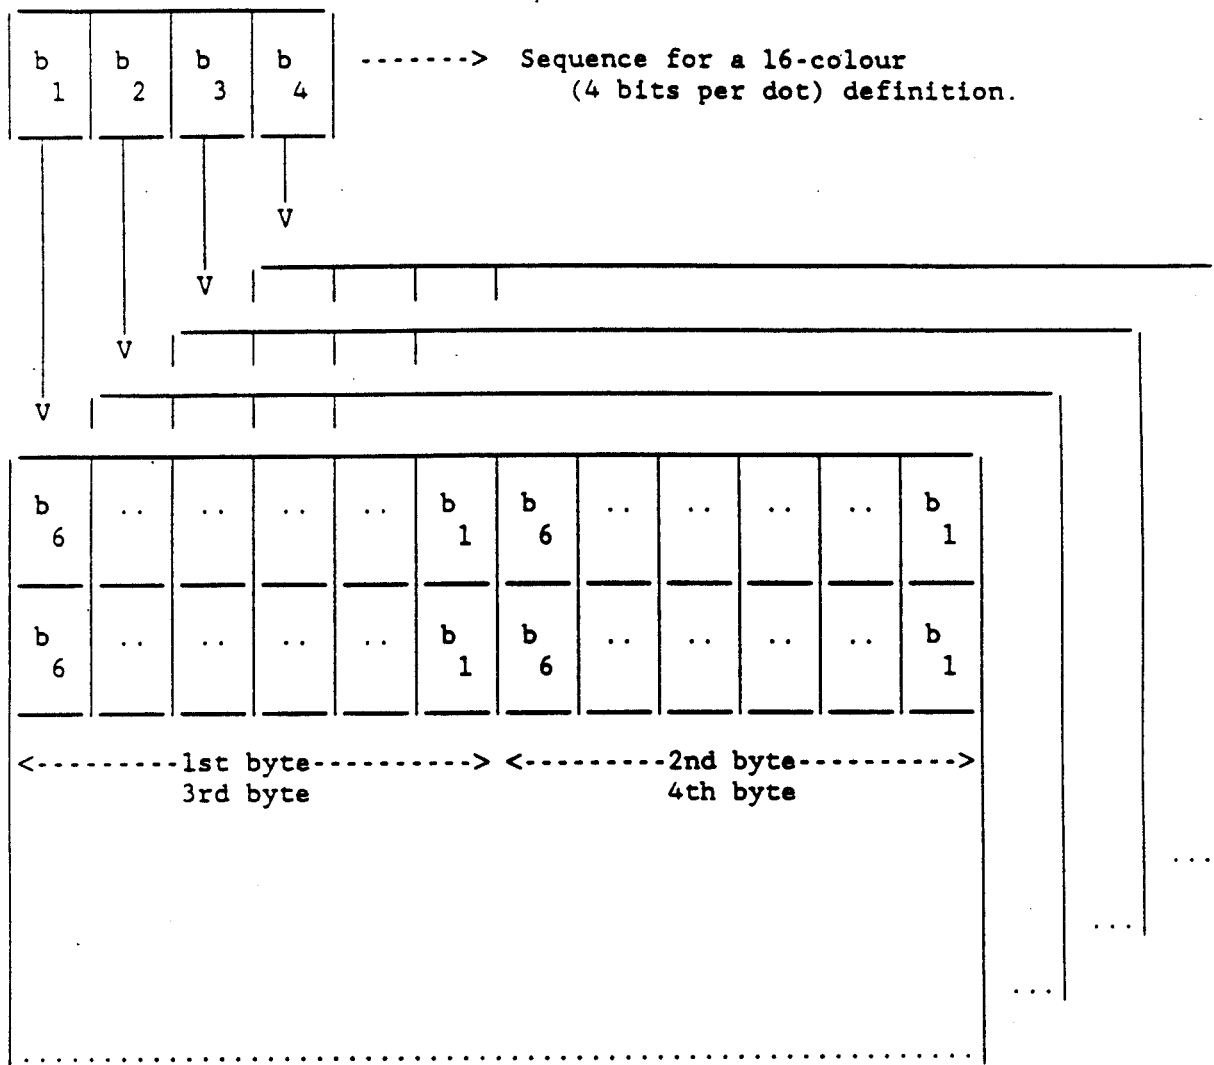 b b b b -------> Sequence for a 16-colour
1 2 3 4 (4 bits per dot) definition.
V
V
V
V
b .. .. .. .. b b .. .. .. .. b
6 1 6 1
b .. .. .. .. b b .. .. .. .. b
6 1 6 1
<---------1st byte----------> <---------2nd byte---------->
3rd byte 4th byte
...
...
...